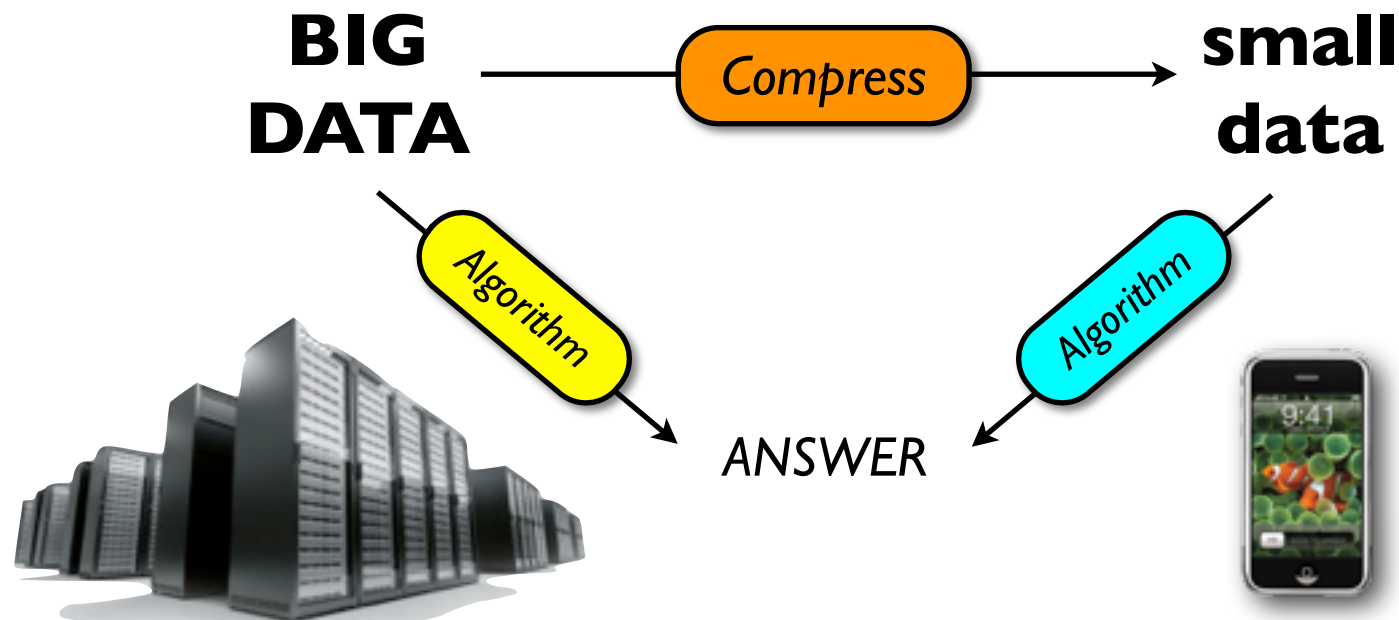 BIG
DATA
Compress
small
data
Algorithm
Algorithm
ANSWER
9:41